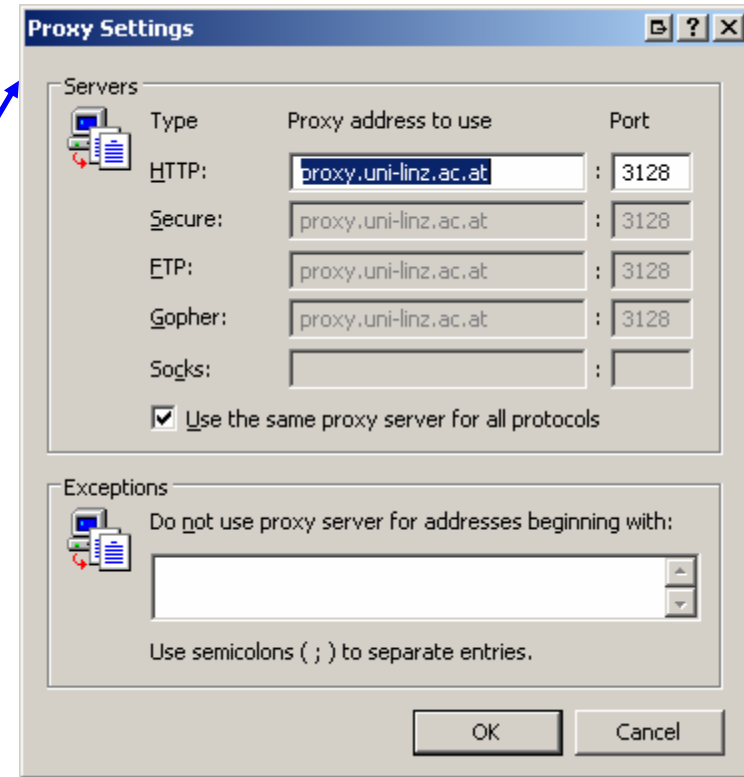 Proxy Settings
Servers
Type Proxy address to use Port
HTTP: proxy.uni-linz.ac.at : 3128
Secure: proxy.uni-linz.ac.at : 3128
FTP: proxy.uni-linz.ac.at : 3128
Gopher: proxy.uni-linz.ac.at : 3128
Socks: :
Use the same proxy server for all protocols
Exceptions
Do not use proxy server for addresses beginning with:
Use semicolons ( ; ) to separate entries.
OK Cancel